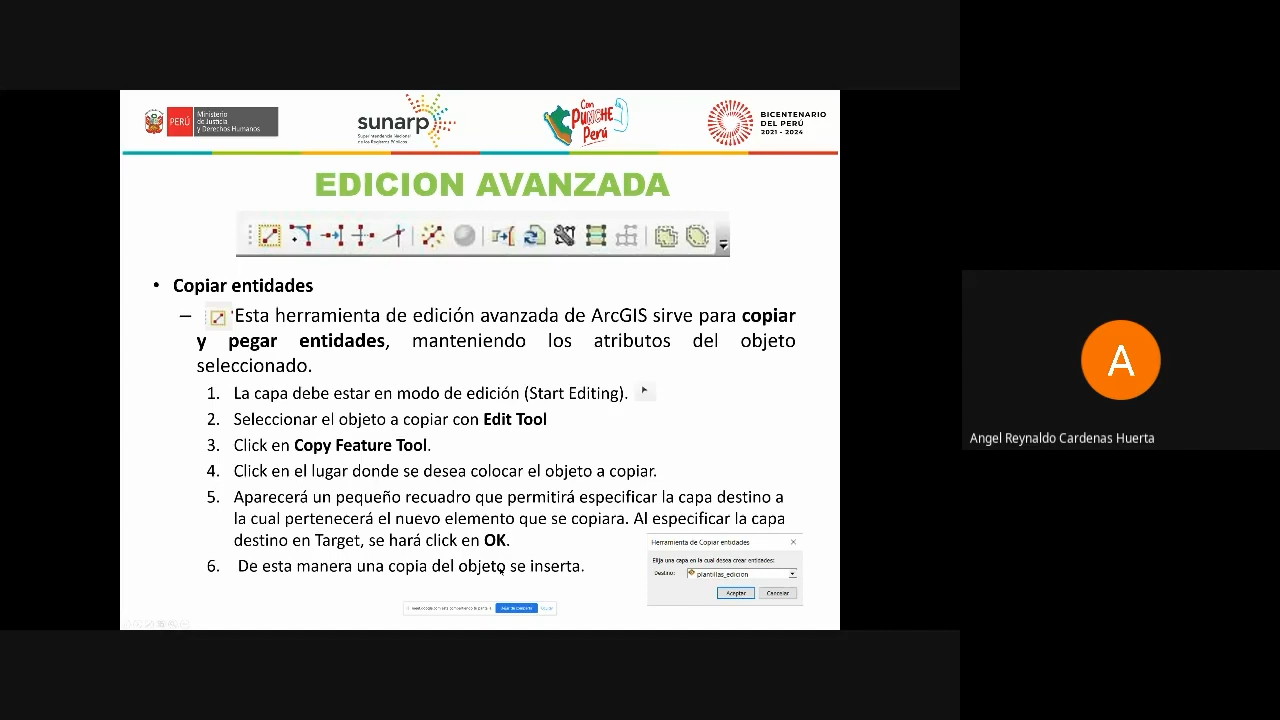 PERÚ
Ministerio
de Justicia
y Derechos Humanos
sunarp
Superintendencia Nacional
de los Registros Públicos
Con
PUNCHE
Perú
BICENTENARIO
DEL PERÚ
2021 - 2024
EDICION AVANZADA
• Copiar entidades
– Esta herramienta de edición avanzada de ArcGIS sirve para copiar
y pegar entidades, manteniendo los atributos del objeto
seleccionado.
1. La capa debe estar en modo de edición (Start Editing).
2. Seleccionar el objeto a copiar con Edit Tool
3. Click en Copy Feature Tool.
4. Click en el lugar donde se desea colocar el objeto a copiar.
5. Aparecerá un pequeño recuadro que permitirá especificar la capa destino a
la cual pertenecerá el nuevo elemento que se copiara. Al especificar la capa
destino en Target, se hará click en OK.
6. De esta manera una copia del objeto se inserta.
Herramienta de Copiar entidades
Elija una capa en la cual desea crear entidades:
Destino: plantillas_edicion
Aceptar Cancelar
A
Angel Reynaldo Cardenas Huerta